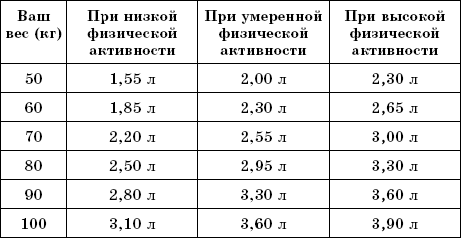 Ваш вес (кг) При низкой физической активности При умеренной физической активности При высокой физической активности
50 1,55 л 2,00 л 2,30 л
60 1,85 л 2,30 л 2,65 л
70 2,20 л 2,55 л 3,00 л
80 2,50 л 2,95 л 3,30 л
90 2,80 л 3,30 л 3,60 л
100 3,10 л 3,60 л 3,90 л